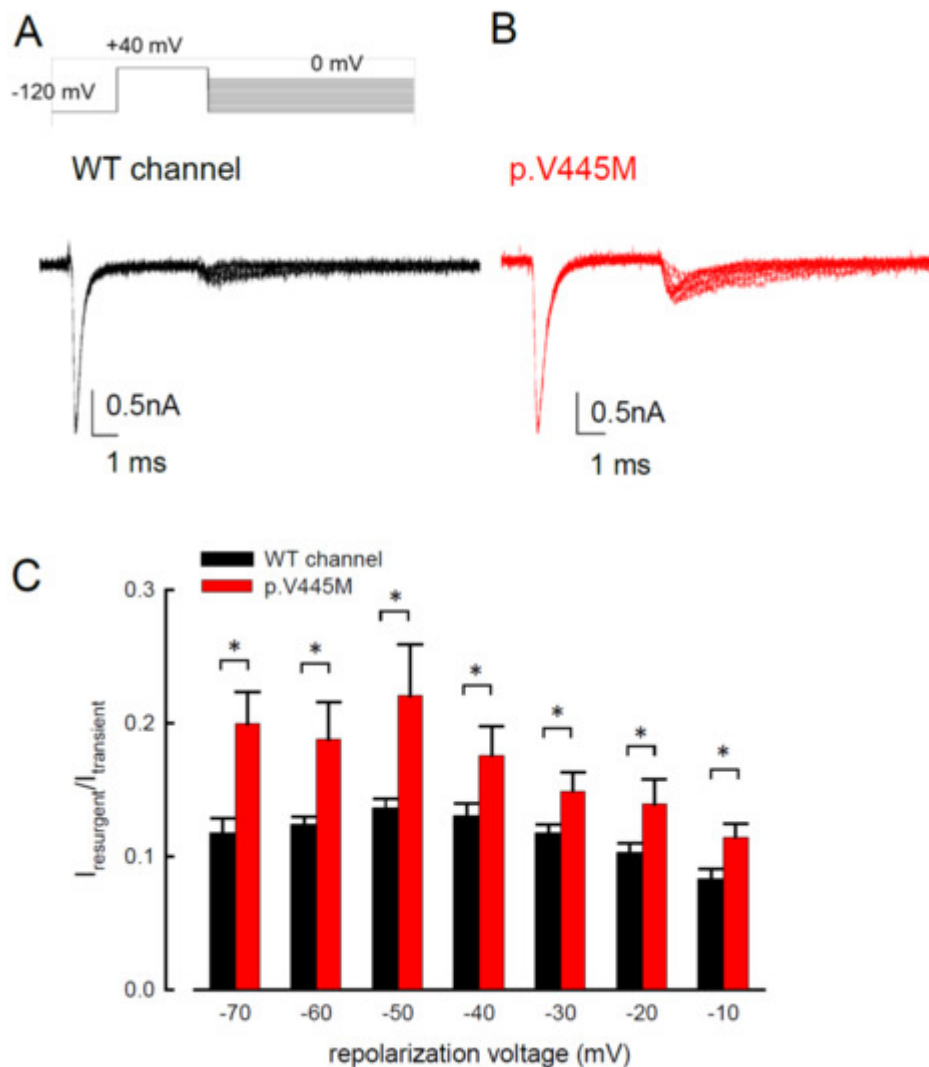 A
B
+40 mV
0 mV
-120 mV
WT channel
p.V445M
0.5nA
1 ms
0.5nA
1 ms
C
WT channel
p.V445M
0.3
0.2
0.1
0.0
I_resurgent/I_transient
* * * * * * *
-70 -60 -50 -40 -30 -20 -10
repolarization voltage (mV)